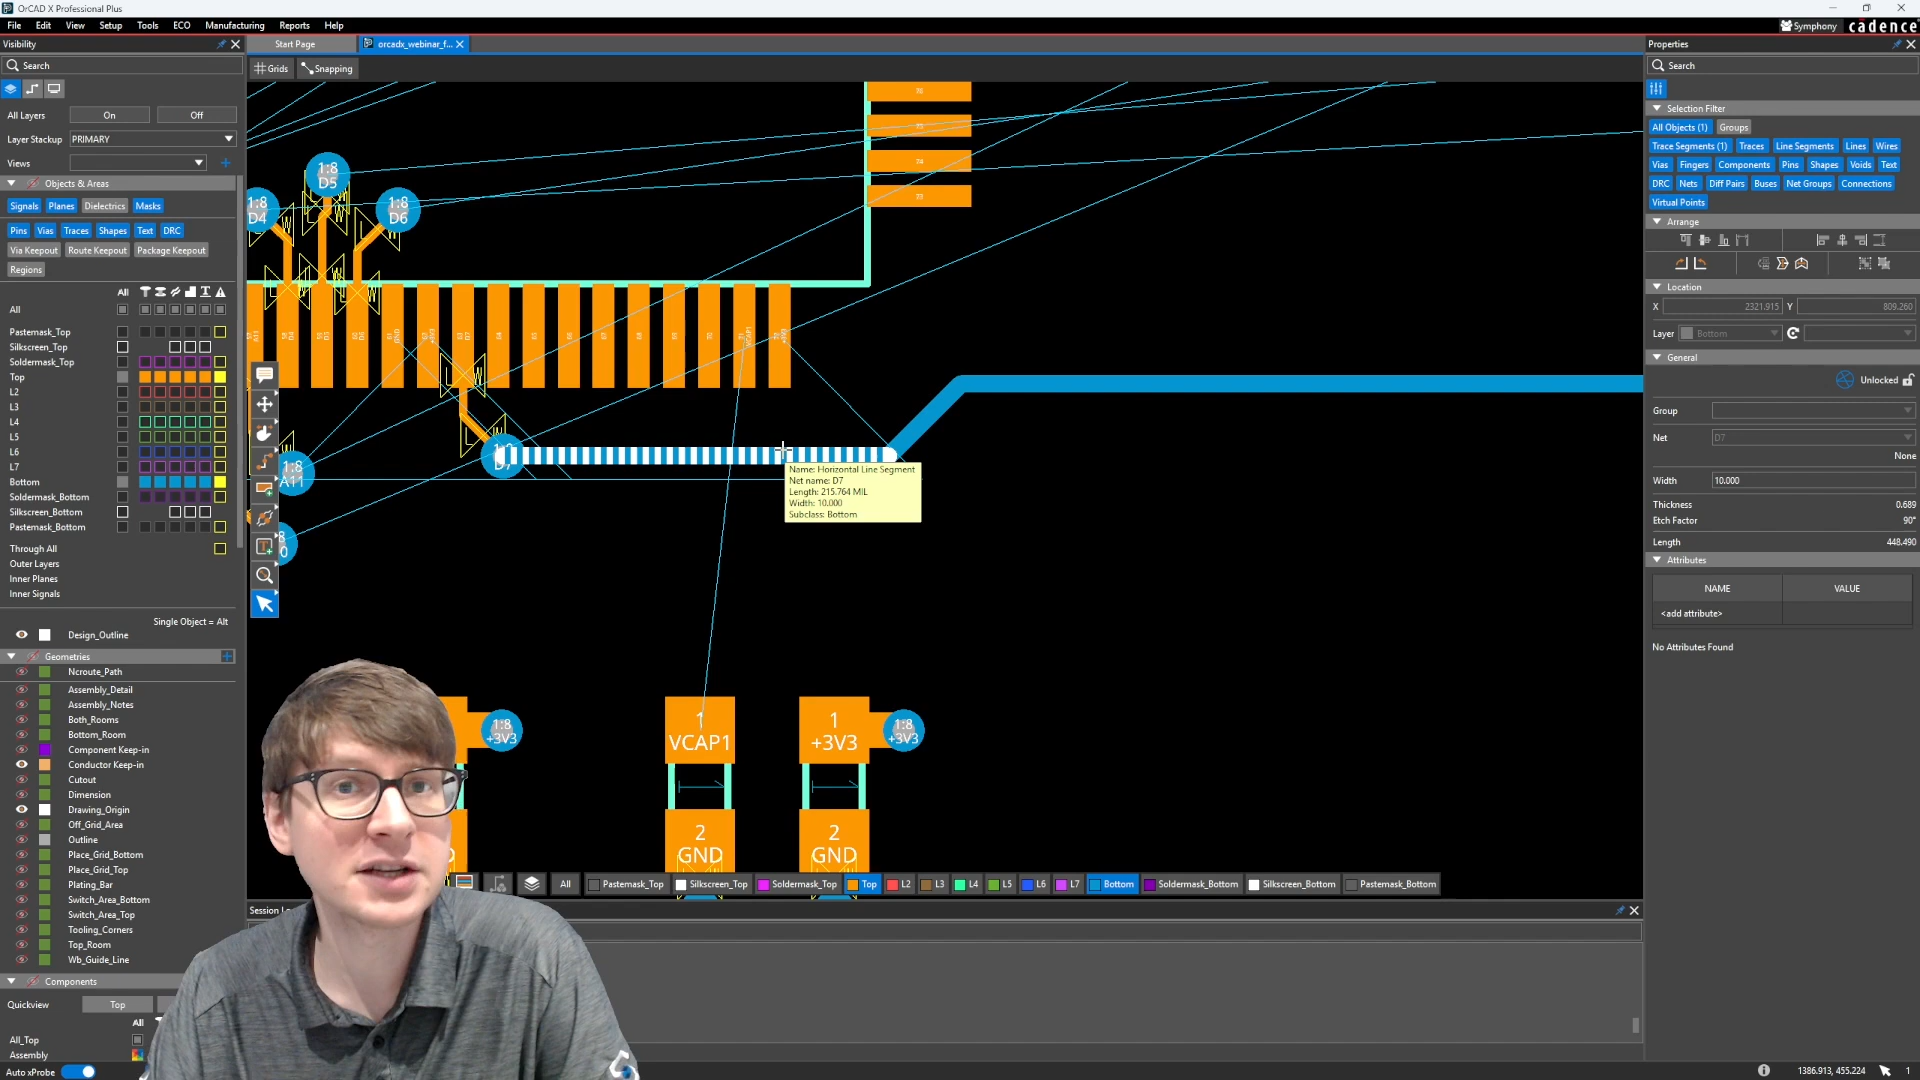 OrCAD X Professional Plus
File Edit View Setup Tools ECO Manufacturing Reports Help
Symphony cādence
Visibility
Start Page
orcadx_webinar_f...
Properties
Search
Grids
Snapping
Search
All Layers On Off
Layer Stackup PRIMARY
Views
Objects & Areas
Signals Planes Dielectrics Masks
Pins Vias Traces Shapes Text DRC
Via Keepout Route Keepout Package Keepout
Regions
All
All
Pastemask_Top
Silkscreen_Top
Soldermask_Top
Top
L2
L3
L4
L5
L6
L7
Bottom
Soldermask_Bottom
Silkscreen_Bottom
Pastemask_Bottom
Through All
Outer Layers
Inner Planes
Inner Signals
Single Object = Alt
Design_Outline
Geometries
Ncroute_Path
Assembly_Detail
Assembly_Notes
Both_Rooms
Bottom_Room
Component Keep-in
Conductor Keep-in
Cutout
Dimension
Drawing_Origin
Off_Grid_Area
Outline
Place_Grid_Bottom
Place_Grid_Top
Plating_Bar
Switch_Area_Bottom
Switch_Area_Top
Tooling_Corners
Top_Room
Wb_Guide_Line
Components
Quickview Top
All
All_Top
Assembly
Auto xProbe
1:8
D5
1:8
D4
1:8
D6
1:8
A11
D7
Name: Horizontal Line Segment
Net name: D7
Length: 215.764 MIL
Width: 10.000
Subclass: Bottom
1:8
+3V3
1
VCAP1
1
+3V3
1:8
+3V3
2
GND
2
GND
All Pastemask_Top Silkscreen_Top Soldermask_Top Top L2 L3 L4 L5 L6 L7 Bottom Soldermask_Bottom Silkscreen_Bottom Pastemask_Bottom
Selection Filter
All Objects (1) Groups
Trace Segments (1) Traces Line Segments Lines Wires
Vias Fingers Components Pins Shapes Voids Text
DRC Nets Diff Pairs Buses Net Groups Connections
Virtual Points
Arrange
Location
X 2321.915 Y 809.260
Layer Bottom
General
Unlocked
Group
Net D7
None
Width 10.000
Thickness 0.689
Etch Factor 90°
Length 448.490
Attributes
NAME VALUE
<add attribute>
No Attributes Found
1386.913, 455.224 1